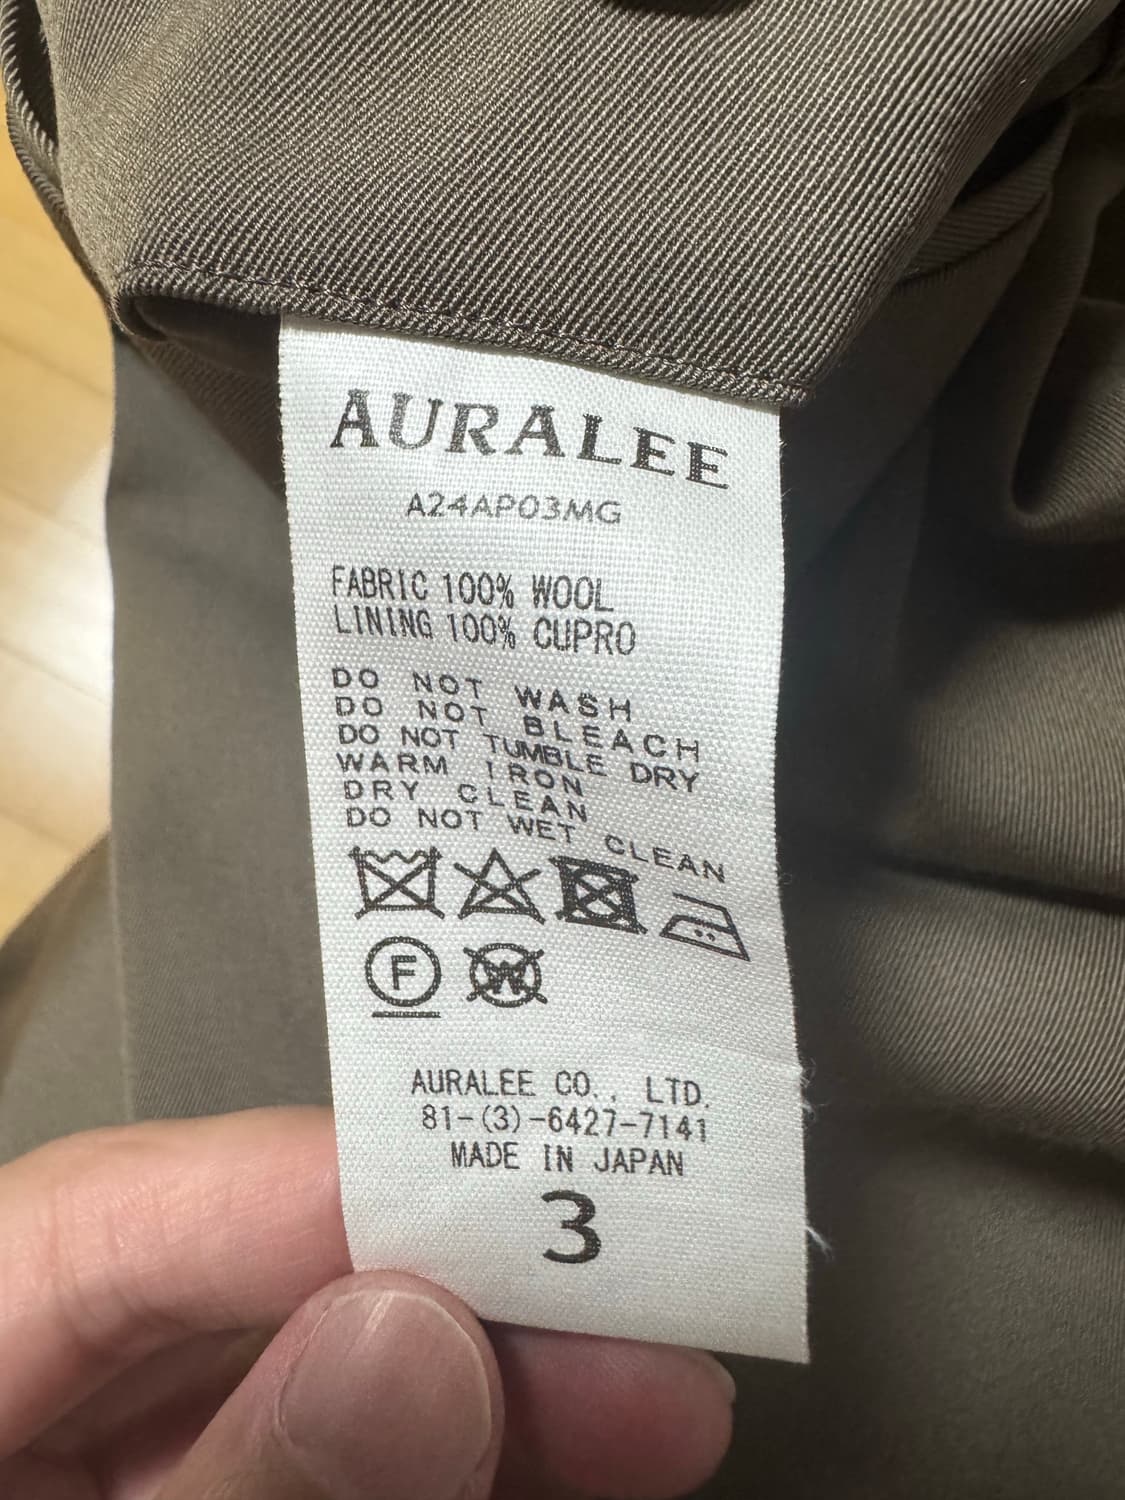 AURALEE
A24AP03MG
FABRIC 100% WOOL
LINING 100% CUPRO
DO NOT WASH
DO NOT BLEACH
DO NOT TUMBLE DRY
WARM IRON
DRY CLEAN
DO NOT WET CLEAN
F W
AURALEE CO., LTD.
81-(3)-6427-7141
MADE IN JAPAN
3